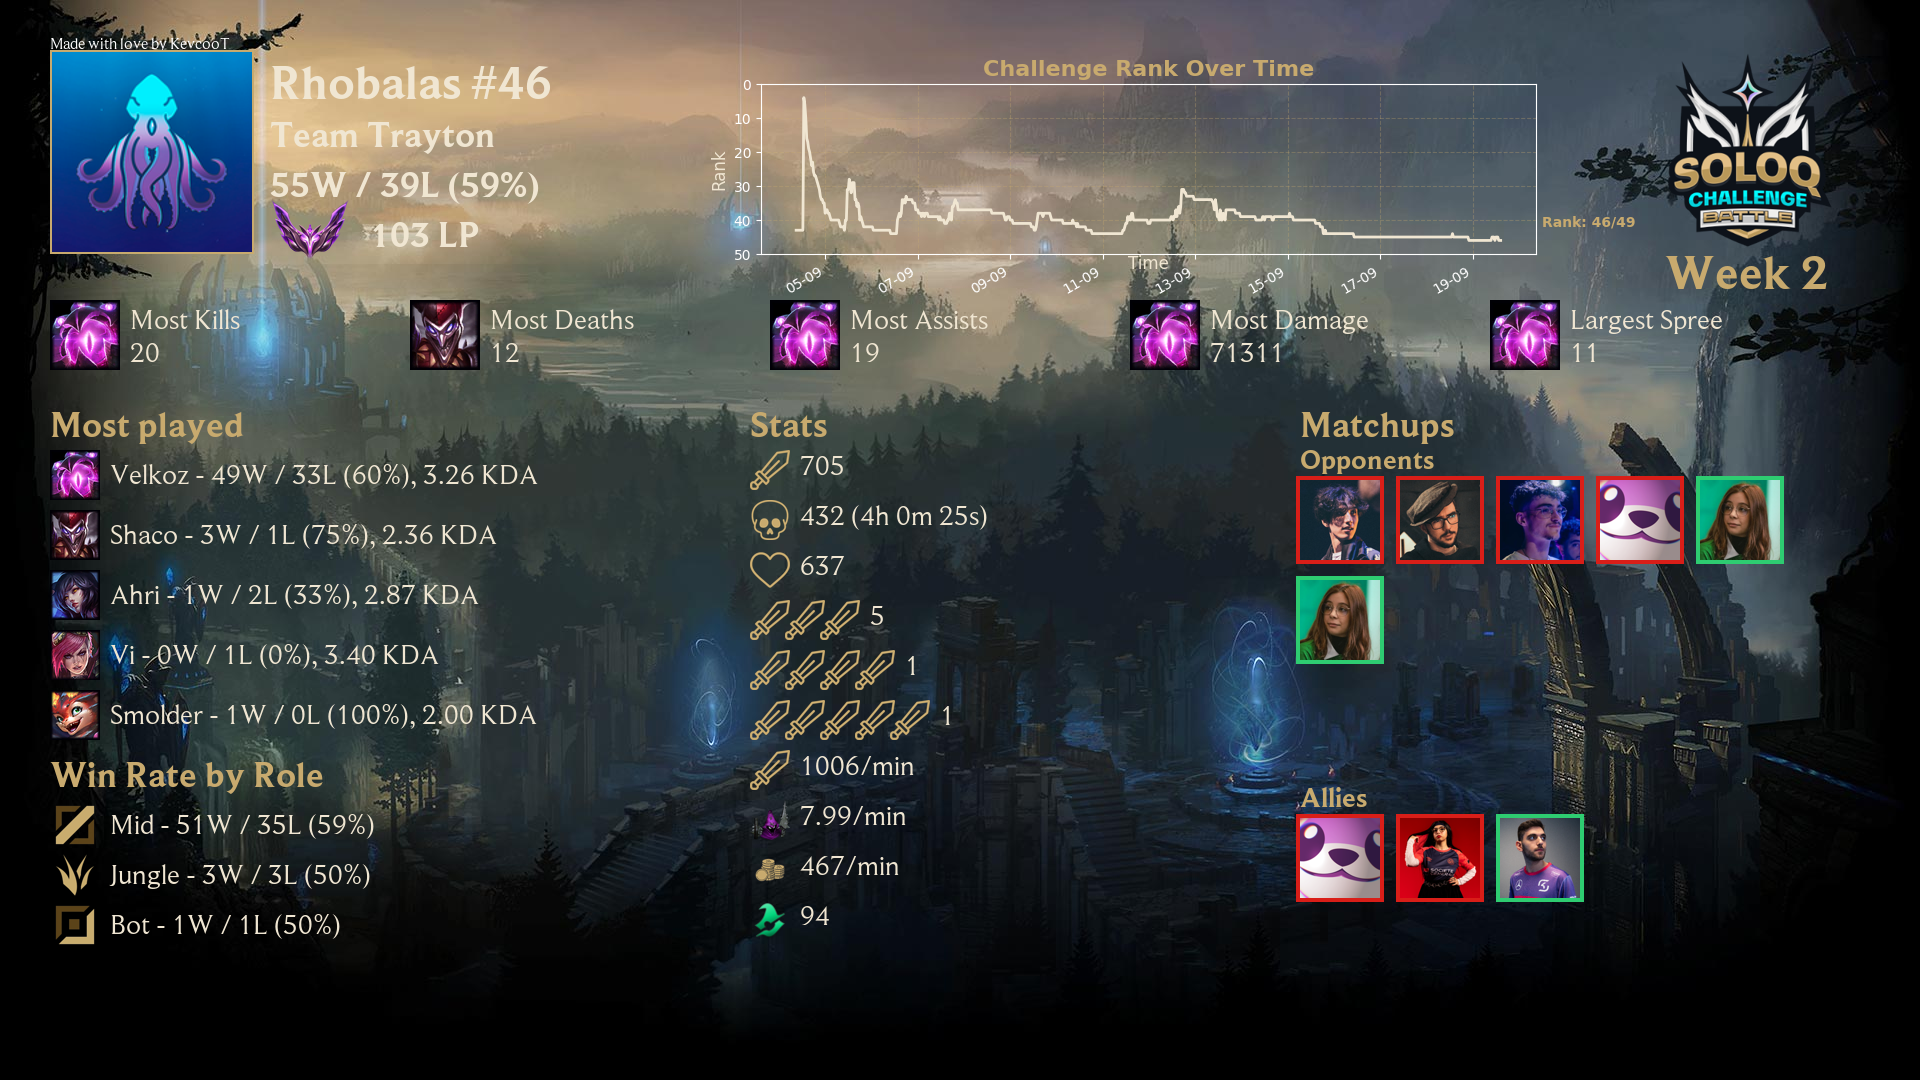 Made with love by KevcooT
Rhobalas #46
Team Trayton
55W / 39L (59%)
103 LP
Challenge Rank Over Time
Rank
0
10
20
30
40
50
05-09
07-09
09-09
11-09
13-09
15-09
17-09
19-09
Time
Rank: 46/49
SOLOQ
CHALLENGE
BATTLE
Week 2
Most Kills
20
Most Deaths
12
Most Assists
19
Most Damage
71311
Largest Spree
11
Most played
Velkoz - 49W / 33L (60%), 3.26 KDA
Shaco - 3W / 1L (75%), 2.36 KDA
Ahri - 1W / 2L (33%), 2.87 KDA
Vi - 0W / 1L (0%), 3.40 KDA
Smolder - 1W / 0L (100%), 2.00 KDA
Win Rate by Role
Mid - 51W / 35L (59%)
Jungle - 3W / 3L (50%)
Bot - 1W / 1L (50%)
Stats
705
432 (4h 0m 25s)
637
5
1
1
1006/min
7.99/min
467/min
94
Matchups
Opponents
Allies